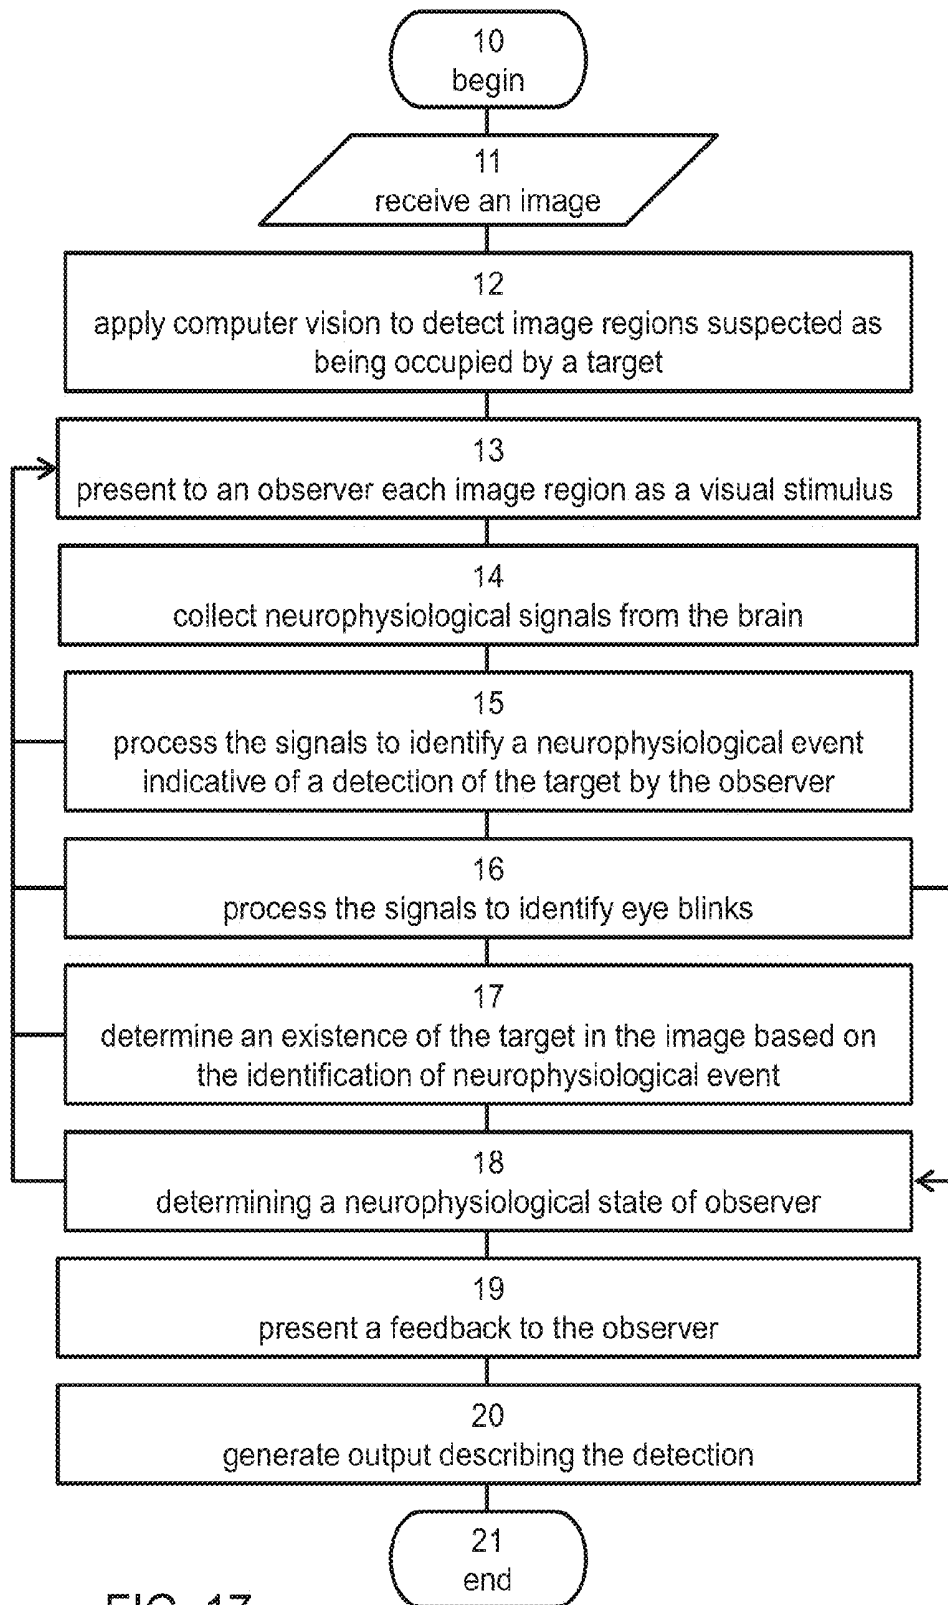 10
begin
11
receive an image
12
apply computer vision to detect image regions suspected as
being occupied by a target
13
present to an observer each image region as a visual stimulus
14
collect neurophysiological signals from the brain
15
process the signals to identify a neurophysiological event
indicative of a detection of the target by the observer
16
process the signals to identify eye blinks
17
determine an existence of the target in the image based on
the identification of neurophysiological event
18
determining a neurophysiological state of observer
19
present a feedback to the observer
20
generate output describing the detection
21
end
FIG. 17